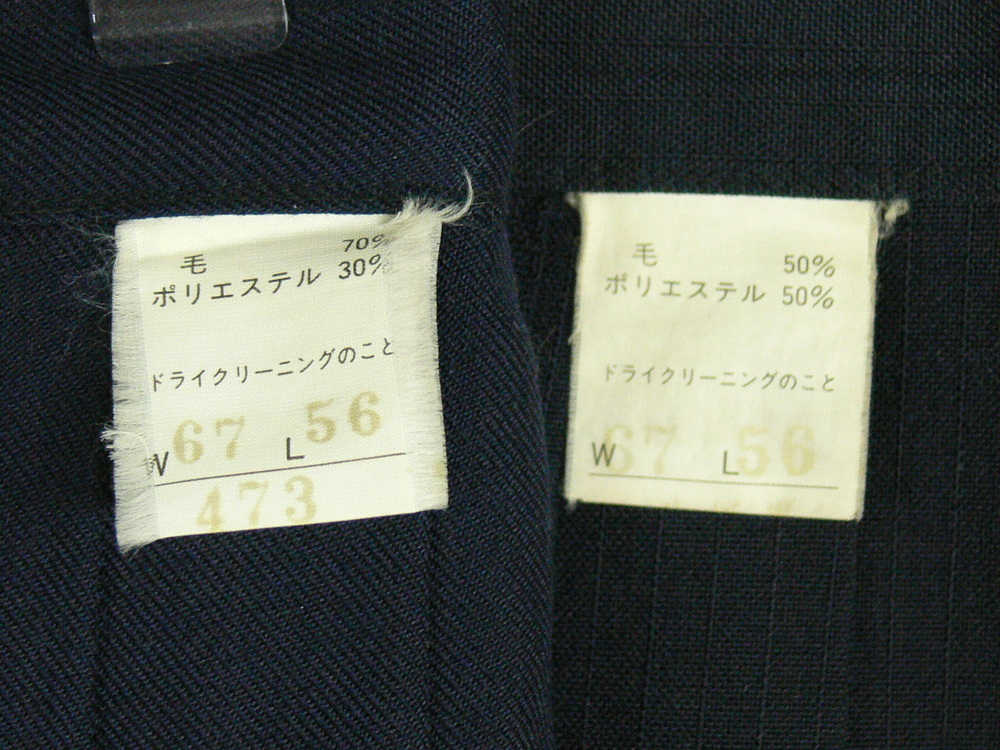 毛 70%
ポリエステル 30%
ドライクリーニングのこと
W 67 L 56
473
毛 50%
ポリエステル 50%
ドライクリーニングのこと
W 67 L 56